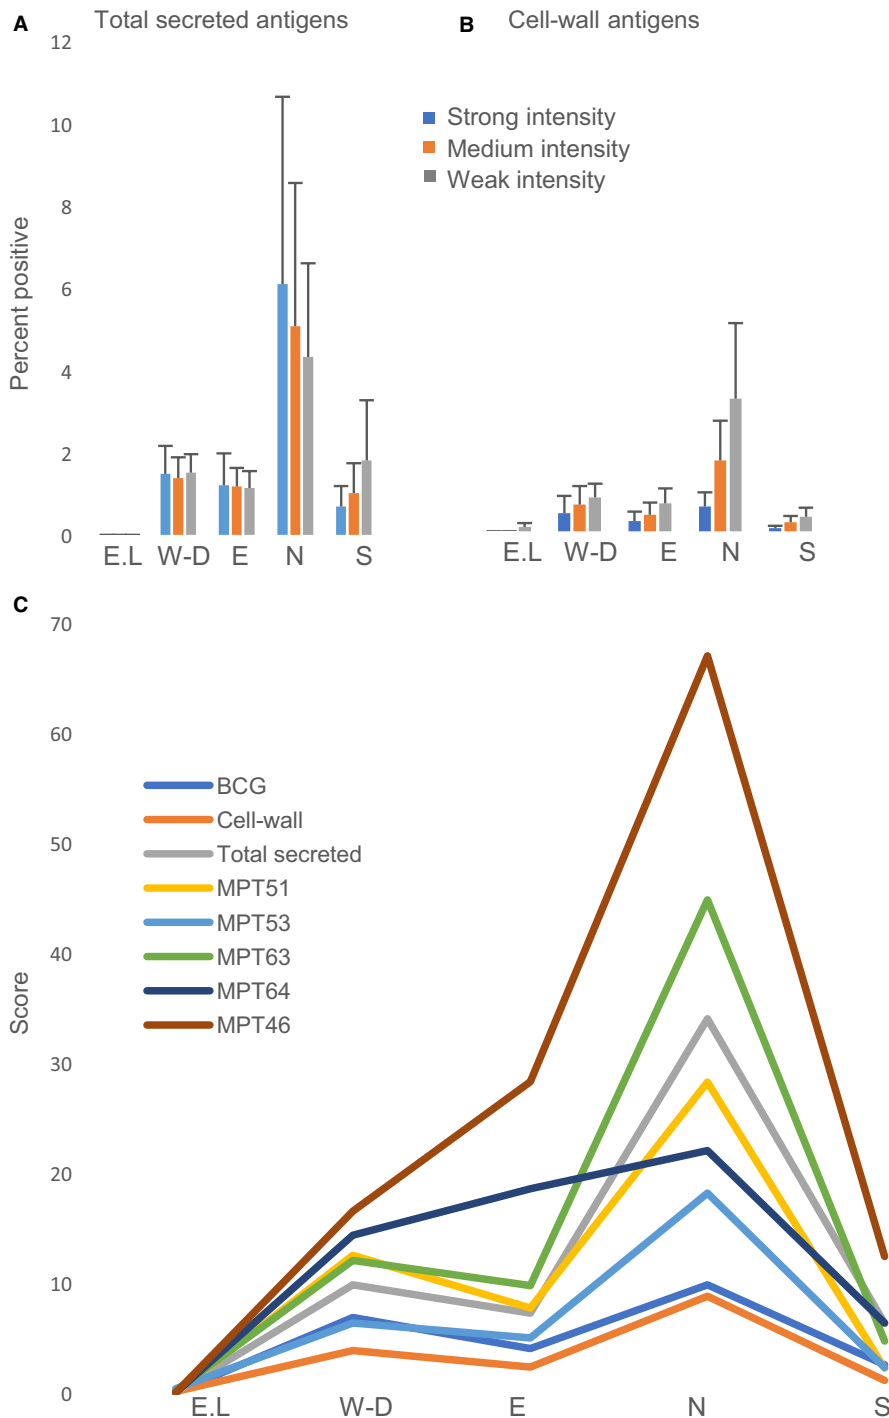 A Total secreted antigens
B Cell-wall antigens
12
10
8
6
4
2
0
Percent positive
Strong intensity
Medium intensity
Weak intensity
E.L W-D E N S
E.L W-D E N S
C
70
60
50
40
30
20
10
0
Score
BCG
Cell-wall
Total secreted
MPT51
MPT53
MPT63
MPT64
MPT46
E.L W-D E N S